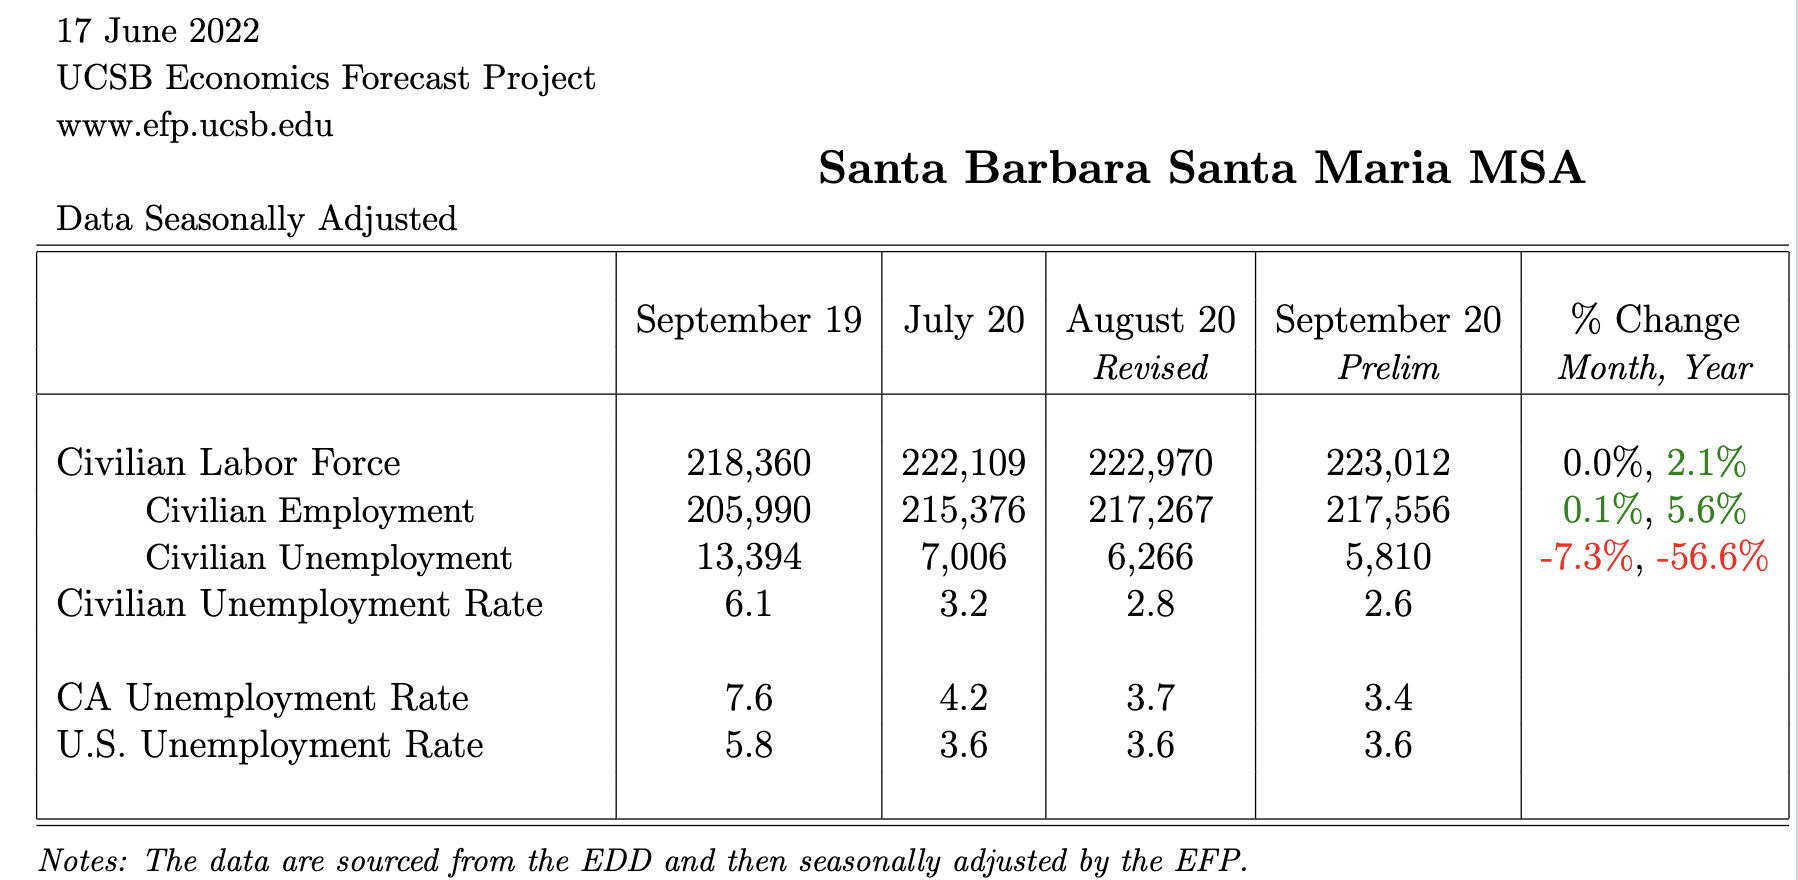 17 June 2022
UCSB Economics Forecast Project
www.efp.ucsb.edu
Santa Barbara Santa Maria MSA
Data Seasonally Adjusted
September 19 July 20 August 20 September 20 % Change
Revised Prelim Month, Year
Civilian Labor Force 218,360 222,109 222,970 223,012 0.0%, 2.1%
Civilian Employment 205,990 215,376 217,267 217,556 0.1%, 5.6%
Civilian Unemployment 13,394 7,006 6,266 5,810 -7.3%, -56.6%
Civilian Unemployment Rate 6.1 3.2 2.8 2.6
CA Unemployment Rate 7.6 4.2 3.7 3.4
U.S. Unemployment Rate 5.8 3.6 3.6 3.6
Notes: The data are sourced from the EDD and then seasonally adjusted by the EFP.